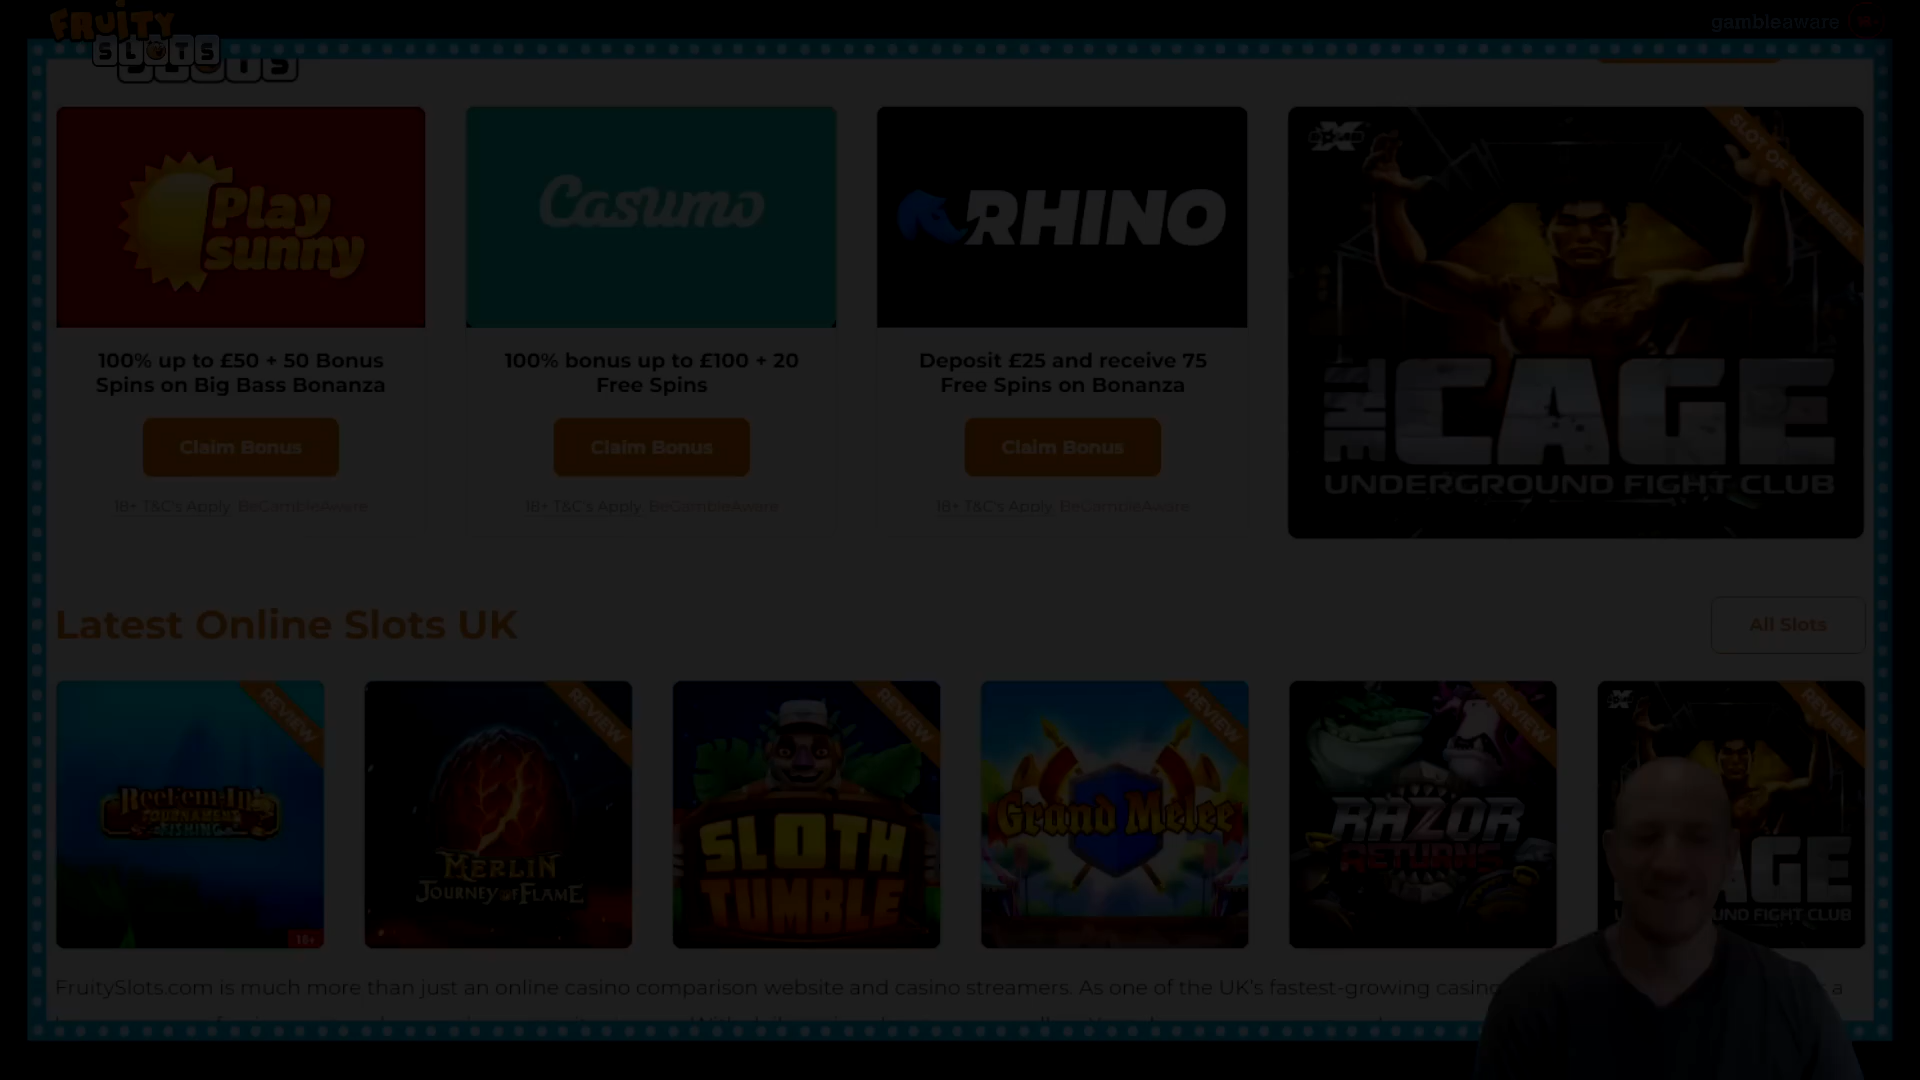 FRUITY
SLOTS
gambleaware
SLOTS
Play
sunny
Casumo
RHINO
SLOT OF THE WEEK
THE CAGE
UNDERGROUND FIGHT CLUB
100% up to £50 + 50 Bonus
Spins on Big Bass Bonanza
100% bonus up to £100 + 20
Free Spins
Deposit £25 and receive 75
Free Spins on Bonanza
Claim Bonus
Claim Bonus
Claim Bonus
18+ T&C's Apply. BeGambleAware
18+ T&C's Apply. BeGambleAware
18+ T&C's Apply. BeGambleAware
Latest Online Slots UK
All Slots
REVIEW
REVIEW
REVIEW
REVIEW
REVIEW
REVIEW
Reel'em-In!
TOURNAMENT
FISHING
18+
MERLIN
JOURNEY OF FLAME
SLOTH
TUMBLE
Grand Melee
RAZOR
RETURNS
AGE
UND FIGHT CLUB
FruitySlots.com is much more than just an online casino comparison website and casino streamers. As one of the UK's fastest-growing casino a